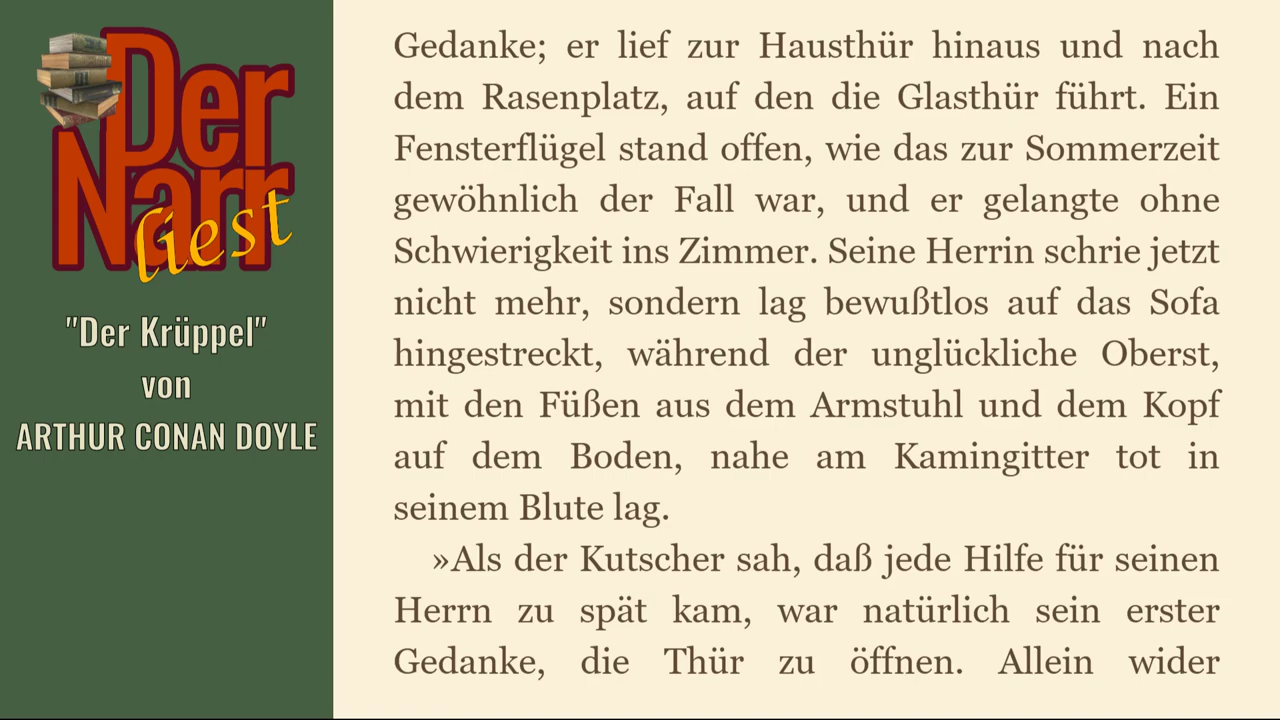 Der
Narr
liest
"Der Krüppel"
von
ARTHUR CONAN DOYLE
Gedanke; er lief zur Hausthür hinaus und nach
dem Rasenplatz, auf den die Glasthür führt. Ein
Fensterflügel stand offen, wie das zur Sommerzeit
gewöhnlich der Fall war, und er gelangte ohne
Schwierigkeit ins Zimmer. Seine Herrin schrie jetzt
nicht mehr, sondern lag bewußtlos auf das Sofa
hingestreckt, während der unglückliche Oberst,
mit den Füßen aus dem Armstuhl und dem Kopf
auf dem Boden, nahe am Kamingitter tot in
seinem Blute lag.
»Als der Kutscher sah, daß jede Hilfe für seinen
Herrn zu spät kam, war natürlich sein erster
Gedanke, die Thür zu öffnen. Allein wider